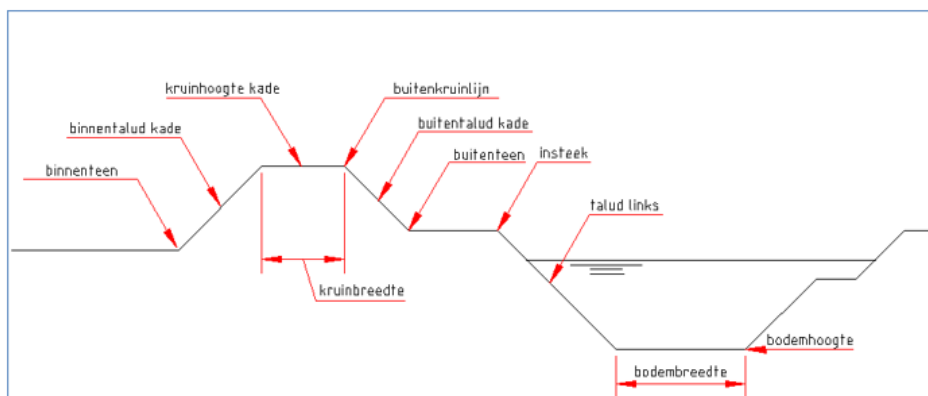 kruinhoogte kade
buitenkruinlijn
binnentalud kade
buitentalud kade
binnenteen
buitenteen
insteek
talud links
kruinbreedte
bodemhoogte
bodembreedte